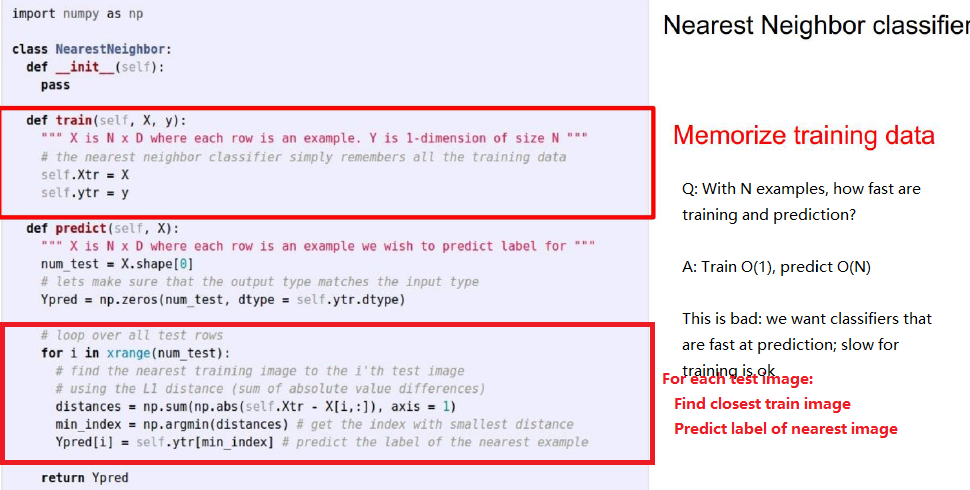 import numpy as np
class NearestNeighbor:
def __init__(self):
pass
def train(self, X, y):
""" X is N x D where each row is an example. Y is 1-dimension of size N """
# the nearest neighbor classifier simply remembers all the training data
self.Xtr = X
self.ytr = y
def predict(self, X):
""" X is N x D where each row is an example we wish to predict label for """
num_test = X.shape[0]
# lets make sure that the output type matches the input type
Ypred = np.zeros(num_test, dtype = self.ytr.dtype)
# loop over all test rows
for i in xrange(num_test):
# find the nearest training image to the i'th test image
# using the L1 distance (sum of absolute value differences)
distances = np.sum(np.abs(self.Xtr - X[i,:]), axis = 1)
min_index = np.argmin(distances) # get the index with smallest distance
Ypred[i] = self.ytr[min_index] # predict the label of the nearest example
return Ypred
Nearest Neighbor classifier
Memorize training data
Q: With N examples, how fast are
training and prediction?
A: Train O(1), predict O(N)
This is bad: we want classifiers that
are fast at prediction; slow for
training is ok
For each test image:
Find closest train image
Predict label of nearest image